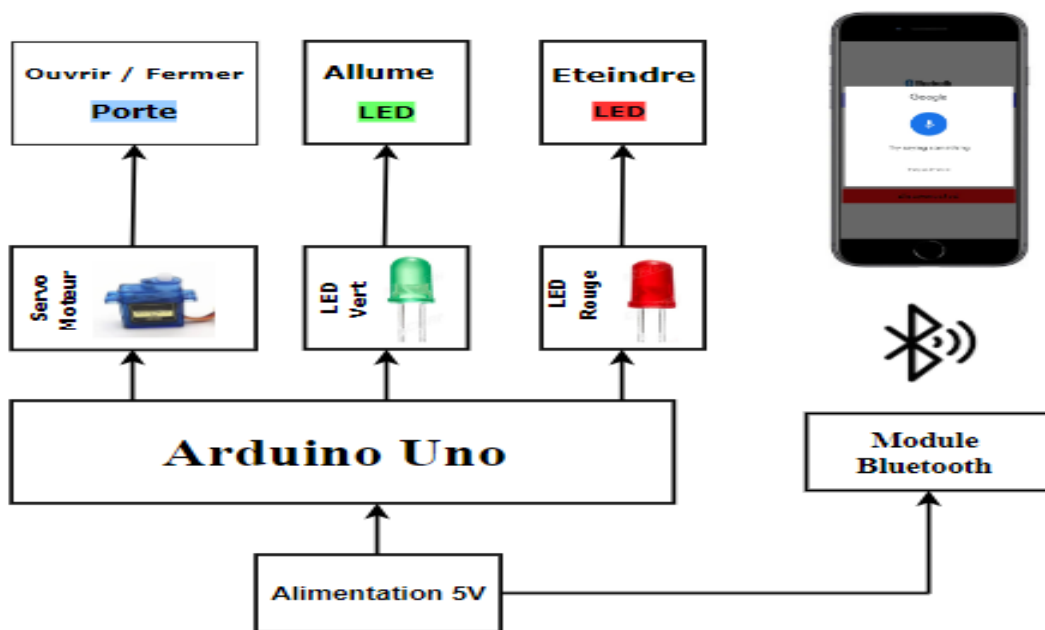 Ouvrir / Fermer
Porte
Allume
LED
Eteindre
LED
Google
Servo
Moteur
LED
Vert
LED
Rouge
Arduino Uno
Module
Bluetooth
Alimentation 5V